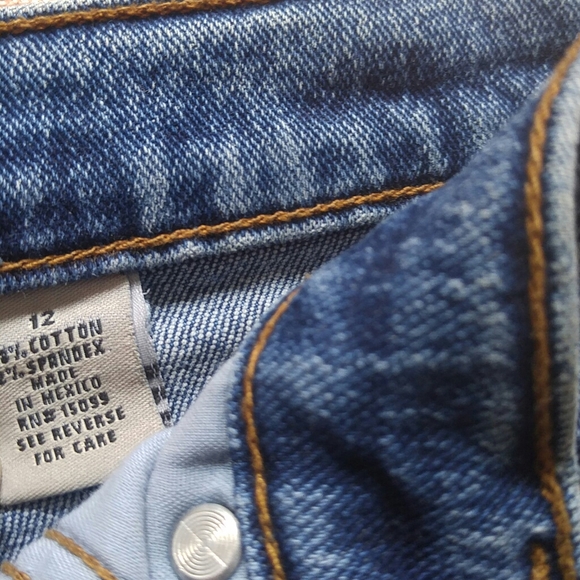 12
8% COTTON
2% SPANDEX
MADE
IN MEXICO
RN# 15099
SEE REVERSE
FOR CARE